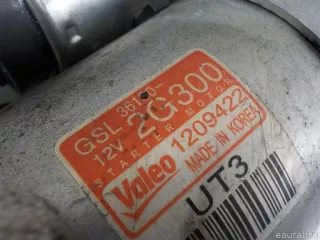 GSL 36100-
12V 2G300
STARTER MOTOR
Valeo 1209422
MADE IN KOREA
UT3